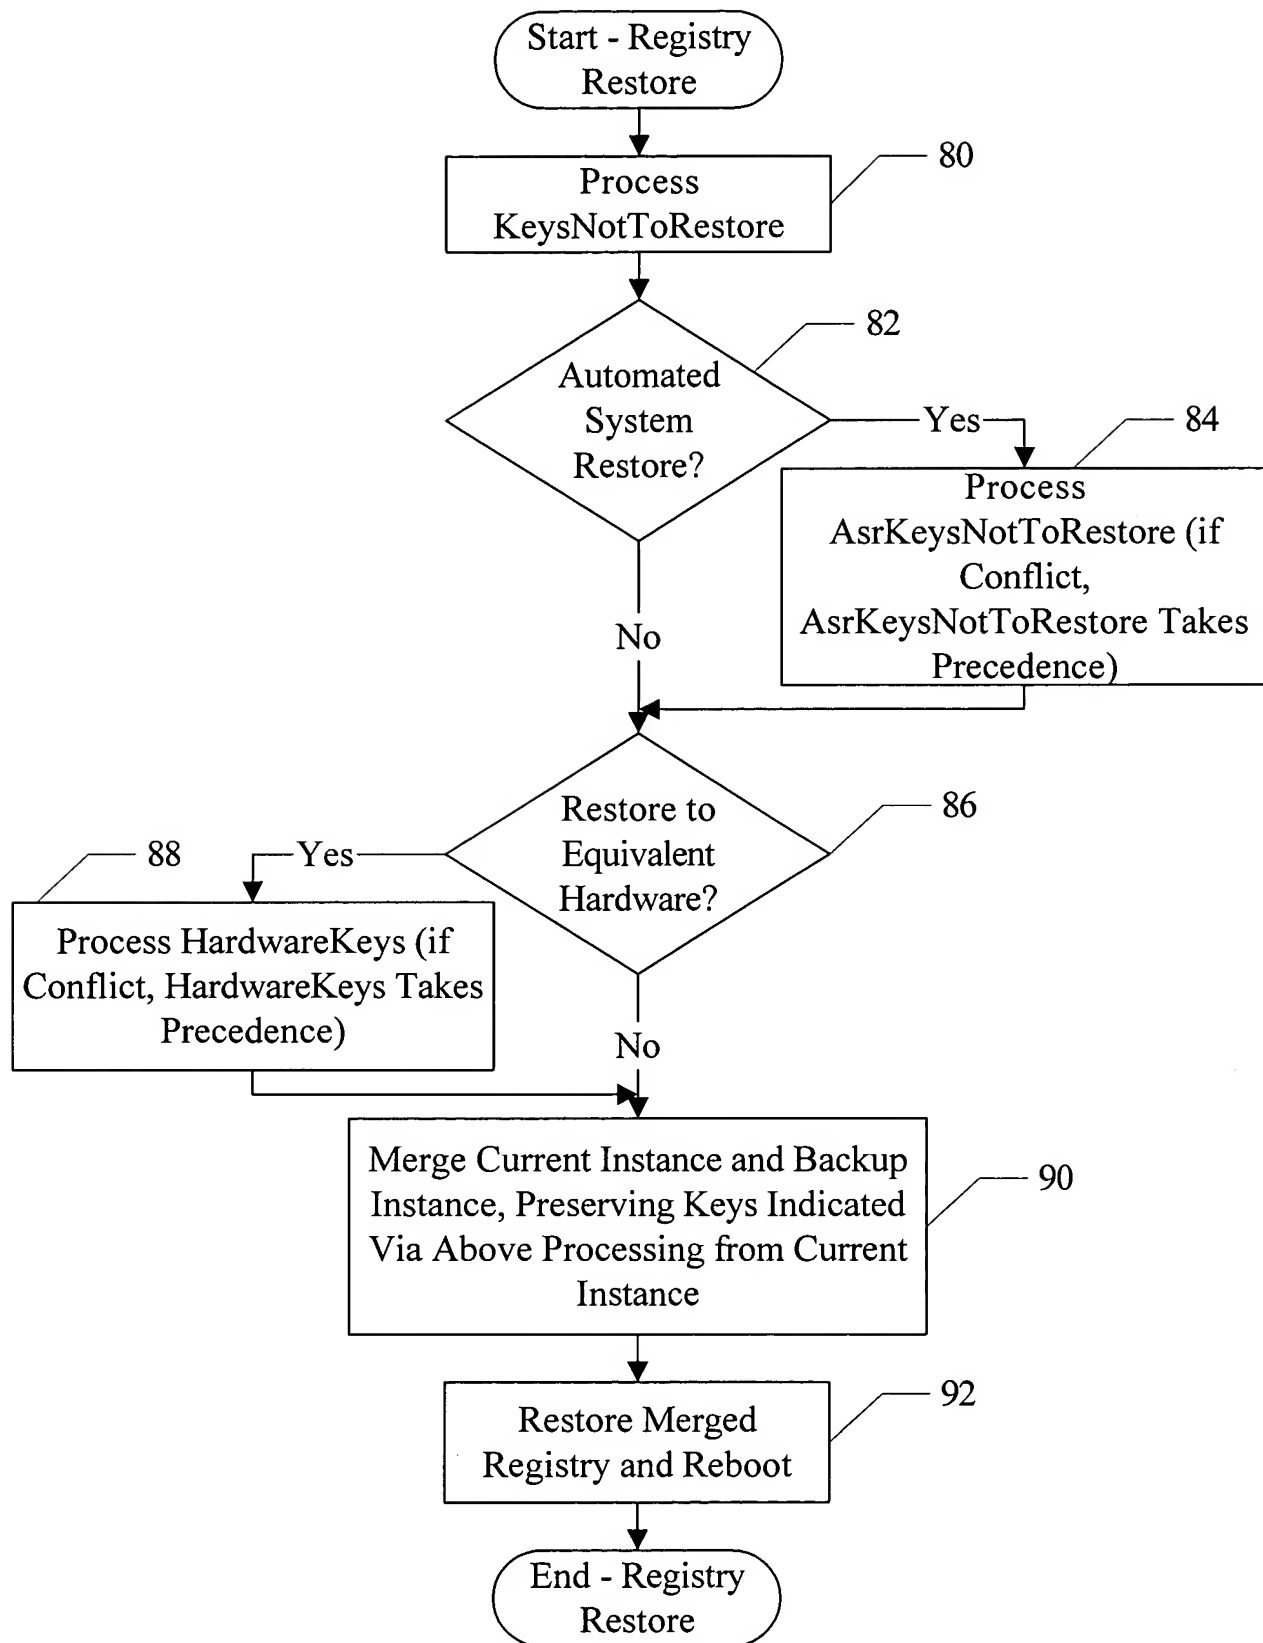 Start - Registry
Restore
80
Process
KeysNotToRestore
82
Automated
System
Restore?
Yes
84
Process
AsrKeysNotToRestore (if
Conflict,
AsrKeysNotToRestore Takes
Precedence)
No
86
Restore to
Equivalent
Hardware?
88
Yes
Process HardwareKeys (if
Conflict, HardwareKeys Takes
Precedence)
No
90
Merge Current Instance and Backup
Instance, Preserving Keys Indicated
Via Above Processing from Current
Instance
92
Restore Merged
Registry and Reboot
End - Registry
Restore